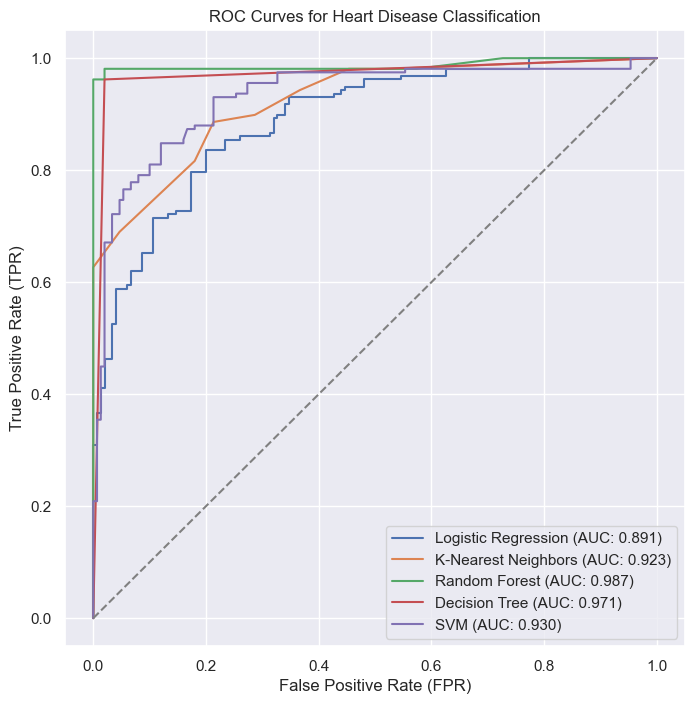 ROC Curves for Heart Disease Classification
True Positive Rate (TPR)
1.0
0.8
0.6
0.4
0.2
0.0
Logistic Regression (AUC: 0.891)
K-Nearest Neighbors (AUC: 0.923)
Random Forest (AUC: 0.987)
Decision Tree (AUC: 0.971)
SVM (AUC: 0.930)
0.0 0.2 0.4 0.6 0.8 1.0
False Positive Rate (FPR)